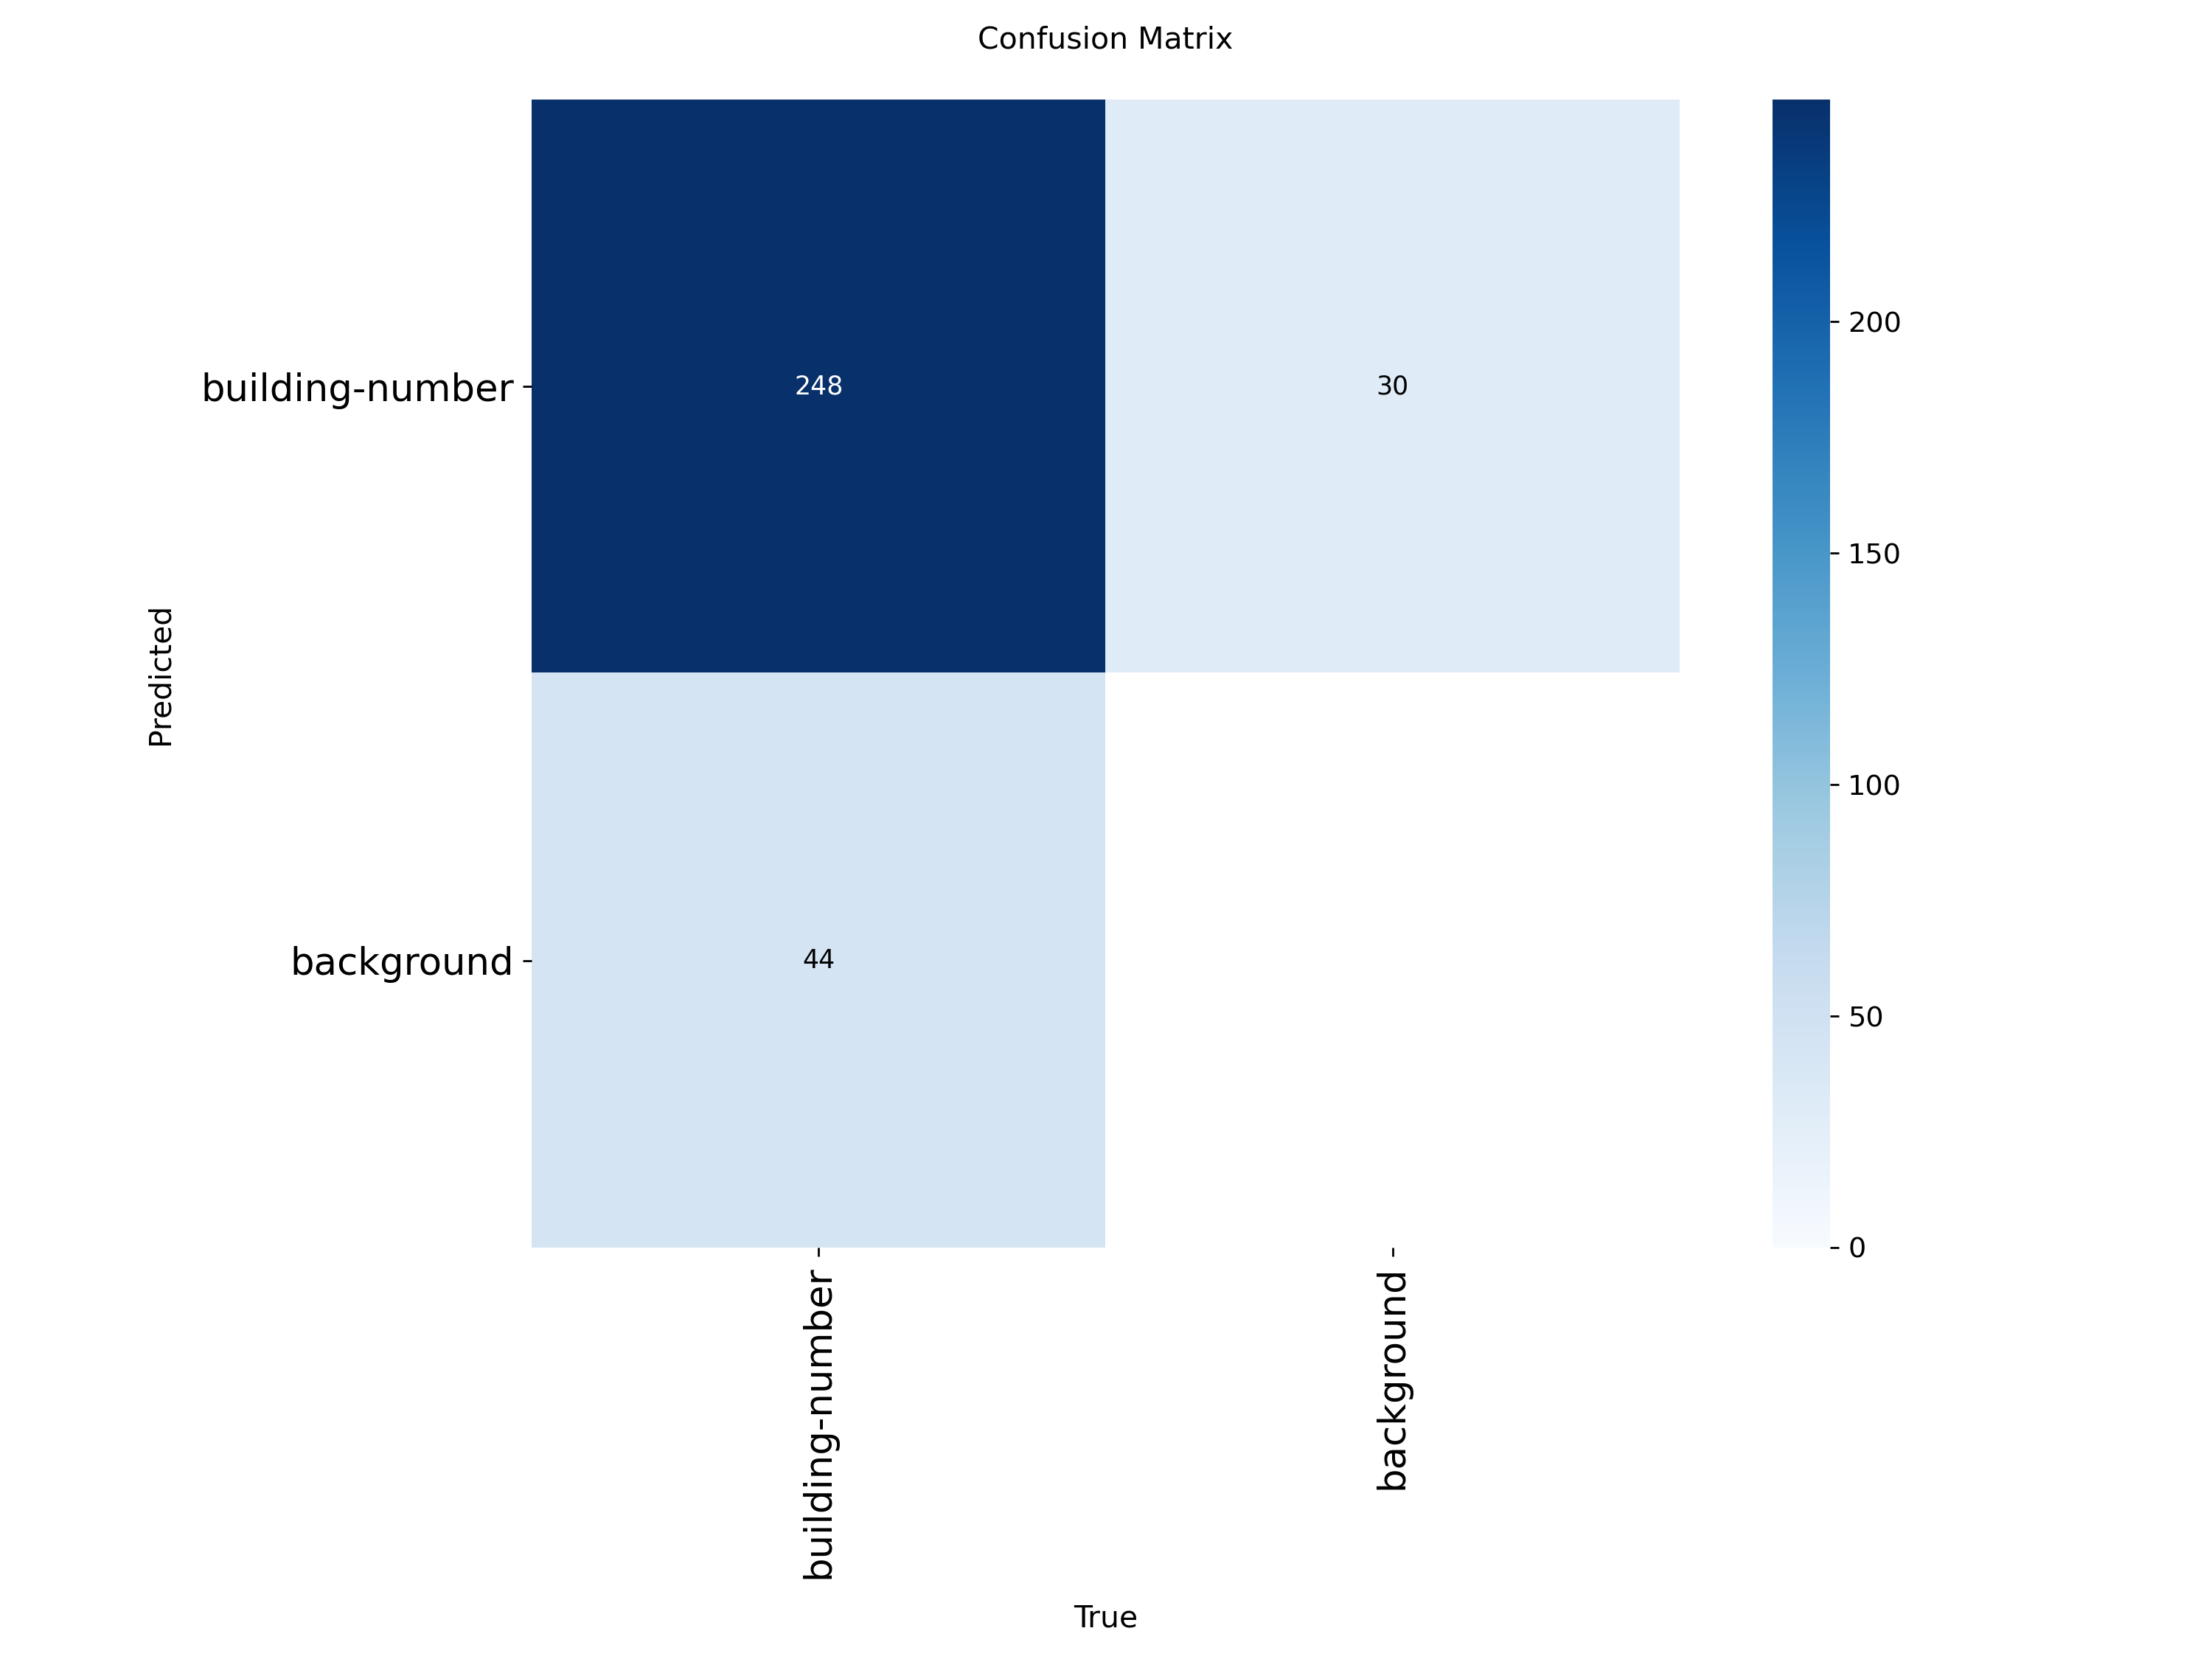 Confusion Matrix
building-number
248
30
Predicted
background
44
building-number
background
True
200
150
100
50
0